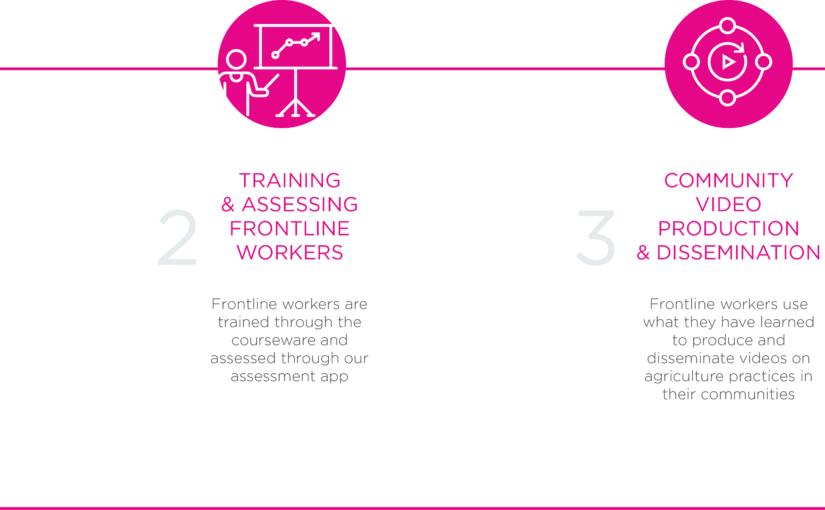 2
TRAINING
& ASSESSING
FRONTLINE
WORKERS
Frontline workers are
trained through the
courseware and
assessed through our
assessment app
3
COMMUNITY
VIDEO
PRODUCTION
& DISSEMINATION
Frontline workers use
what they have learned
to produce and
disseminate videos on
agriculture practices in
their communities